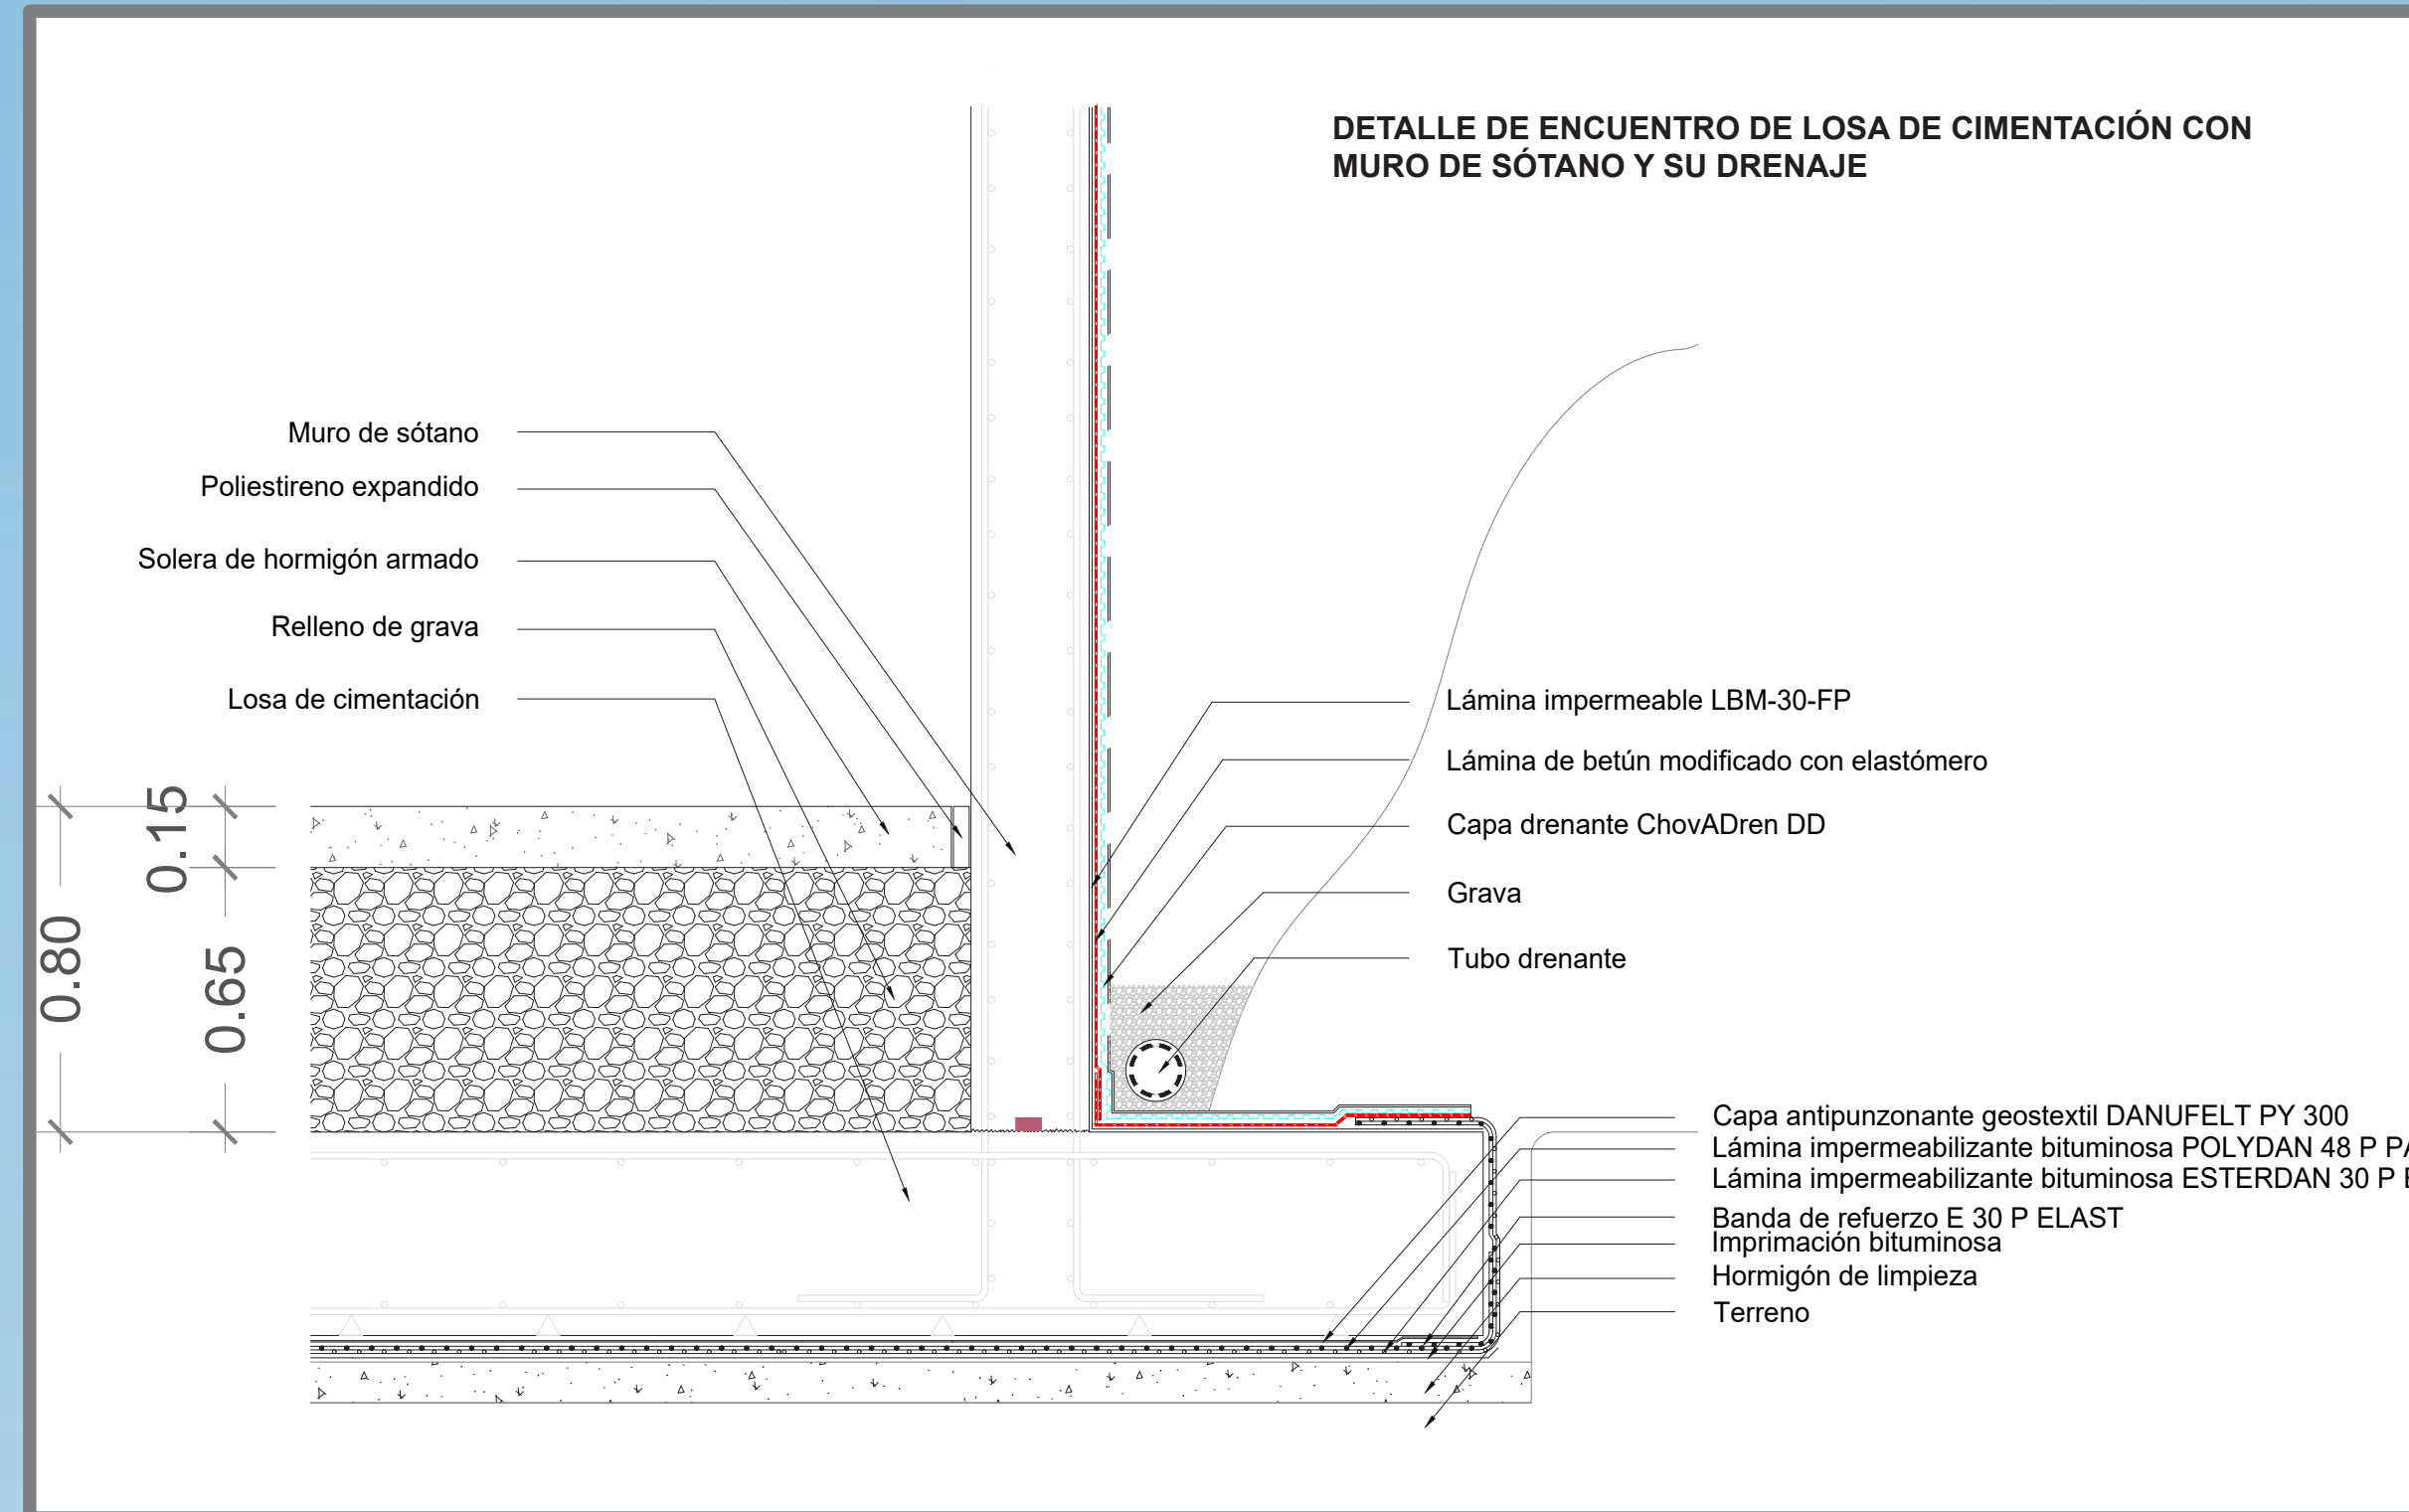 DETALLE DE ENCUENTRO DE LOSA DE CIMENTACIÓN CON
MURO DE SÓTANO Y SU DRENAJE
Muro de sótano
Poliestireno expandido
Solera de hormigón armado
Relleno de grava
Losa de cimentación
0.15
0.80
0.65
Lámina impermeable LBM-30-FP
Lámina de betún modificado con elastómero
Capa drenante ChovADren DD
Grava
Tubo drenante
Capa antipunzonante geostextil DANUFELT PY 300
Lámina impermeabilizante bituminosa POLYDAN 48 P
Lámina impermeabilizante bituminosa ESTERDAN 30 P
Banda de refuerzo E 30 P ELAST
Imprimación bituminosa
Hormigón de limpieza
Terreno